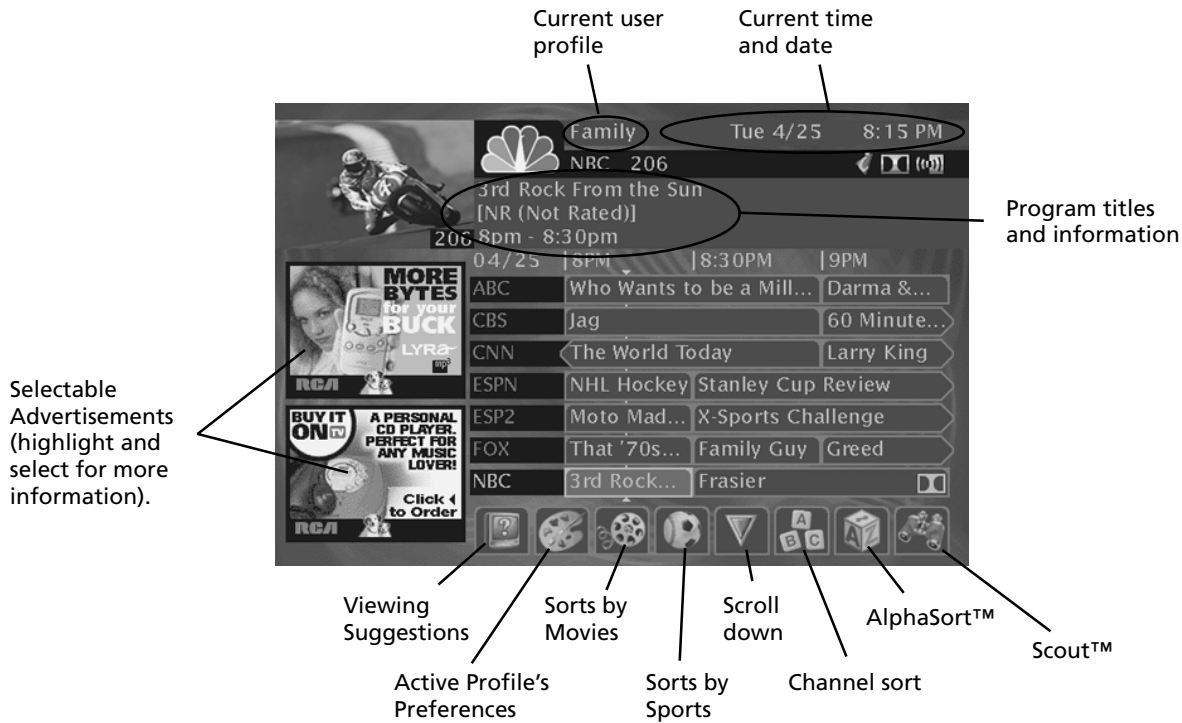 Current user
profile
Current time
and date
Family
Tue 4/25 8:15 PM
NBC 206
3rd Rock From the Sun
[NR (Not Rated)]
8pm - 8:30pm
206
Program titles
and information
04/25 8PM 8:30PM 9PM
ABC Who Wants to be a Mill... Darma &...
CBS Jag 60 Minute...
CNN The World Today Larry King
ESPN NHL Hockey Stanley Cup Review
ESP2 Moto Mad... X-Sports Challenge
FOX That '70s... Family Guy Greed
NBC 3rd Rock... Frasier
MORE
BYTES
for your
BUCK
LYRA
mp3
RCA
BUY IT
ON TV
A PERSONAL
CD PLAYER.
PERFECT FOR
ANY MUSIC
LOVER!
Click
to Order
RCA
Selectable
Advertisements
(highlight and
select for more
information).
?
A
B C
A Z
Viewing
Suggestions
Active Profile's
Preferences
Sorts by
Movies
Sorts by
Sports
Scroll
down
Channel sort
AlphaSort™
Scout™